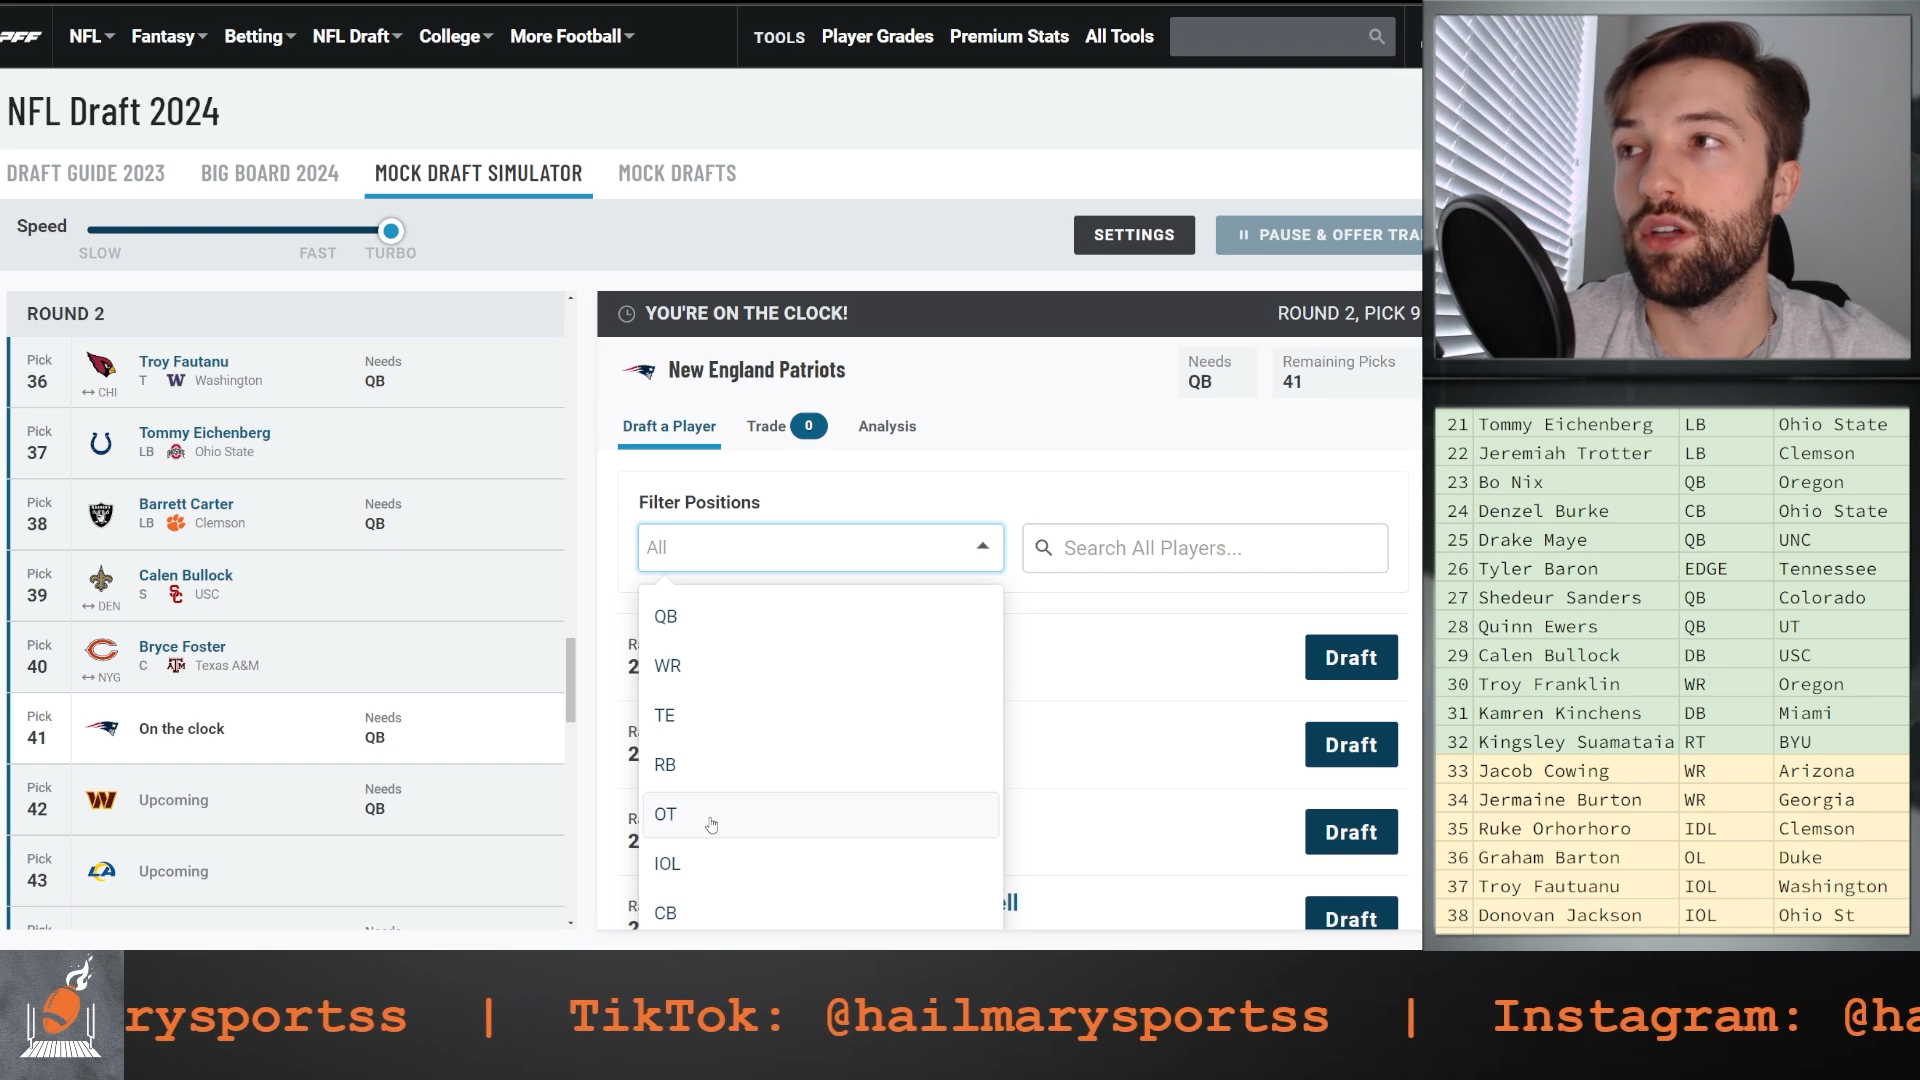 PFF NFL Fantasy Betting NFL Draft College More Football TOOLS Player Grades Premium Stats All Tools
NFL Draft 2024
DRAFT GUIDE 2023 BIG BOARD 2024 MOCK DRAFT SIMULATOR MOCK DRAFTS
Speed
SLOW FAST TURBO
SETTINGS
PAUSE & OFFER TRA
ROUND 2
Pick
36
CHI
Troy Fautanu
T W Washington
Needs
QB
Pick
37
Tommy Eichenberg
LB Ohio State
Pick
38
Barrett Carter
LB Clemson
Needs
QB
Pick
39
DEN
Calen Bullock
S SC USC
Pick
40
NYG
Bryce Foster
C ATM Texas A&M
Pick
41
On the clock
Needs
QB
Pick
42
Upcoming
Needs
QB
Pick
43
Upcoming
YOU'RE ON THE CLOCK! ROUND 2, PICK 9
New England Patriots
Needs
QB
Remaining Picks
41
Draft a Player Trade 0 Analysis
Filter Positions
All
Search All Players...
QB
WR
TE
RB
OT
IOL
CB
Draft
Draft
Draft
Draft
21 Tommy Eichenberg LB Ohio State
22 Jeremiah Trotter LB Clemson
23 Bo Nix QB Oregon
24 Denzel Burke CB Ohio State
25 Drake Maye QB UNC
26 Tyler Baron EDGE Tennessee
27 Shedeur Sanders QB Colorado
28 Quinn Ewers QB UT
29 Calen Bullock DB USC
30 Troy Franklin WR Oregon
31 Kamren Kinchens DB Miami
32 Kingsley Suamataia RT BYU
33 Jacob Cowing WR Arizona
34 Jermaine Burton WR Georgia
35 Ruke Orhorhoro IDL Clemson
36 Graham Barton OL Duke
37 Troy Fautuanu IOL Washington
38 Donovan Jackson IOL Ohio St
rysportss | TikTok: @hailmarysportss | Instagram: @ha